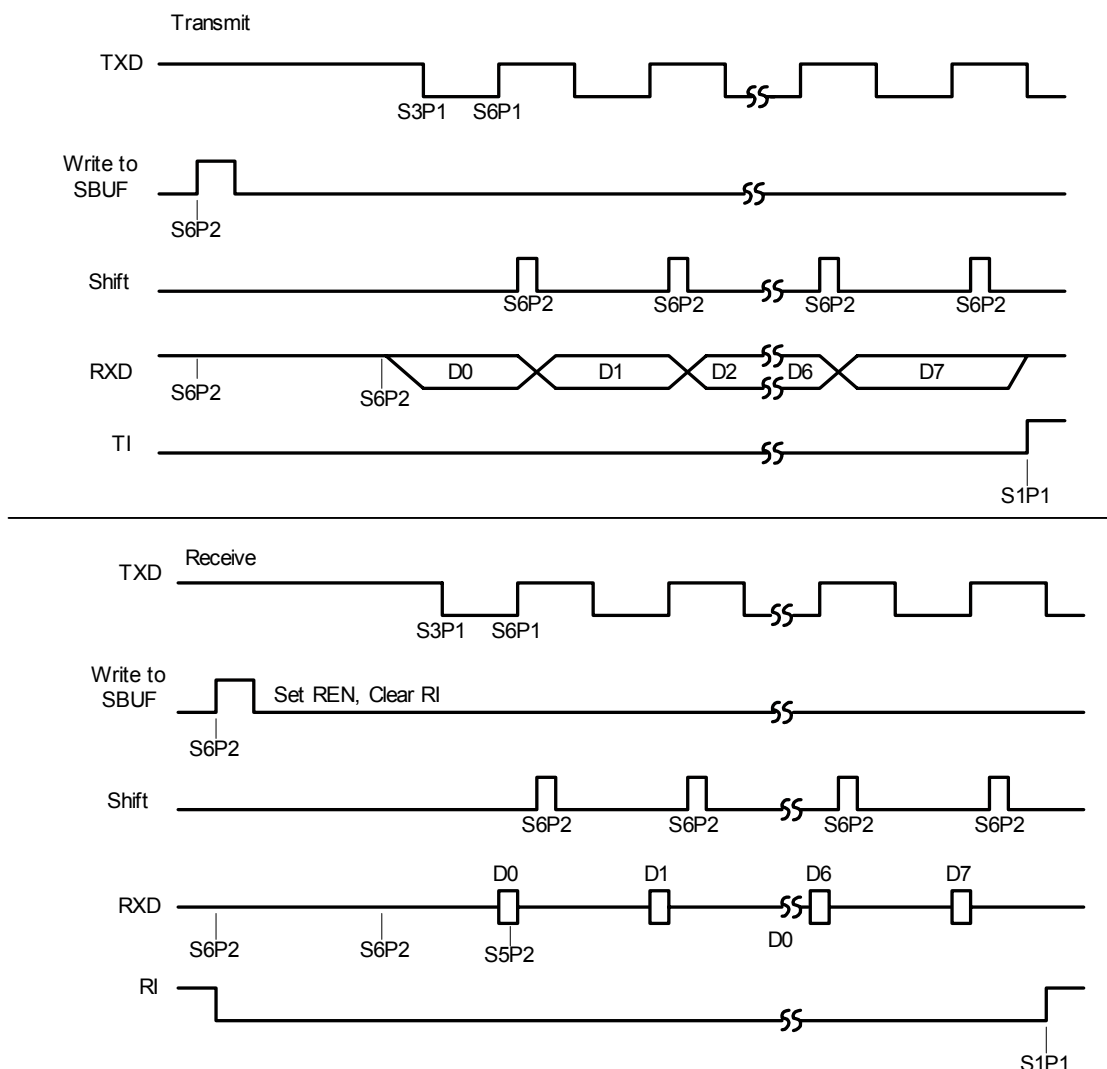 Transmit
TXD
S3P1 S6P1
Write to
SBUF
S6P2
Shift
S6P2 S6P2 S6P2 S6P2
RXD D0 D1 D2 D6 D7
S6P2 S6P2
TI
S1P1
Receive
TXD
S3P1 S6P1
Write to
SBUF
Set REN, Clear RI
S6P2
Shift
S6P2 S6P2 S6P2 S6P2
D0 D1 D6 D7
RXD
D0
S6P2 S6P2 S5P2
RI
S1P1